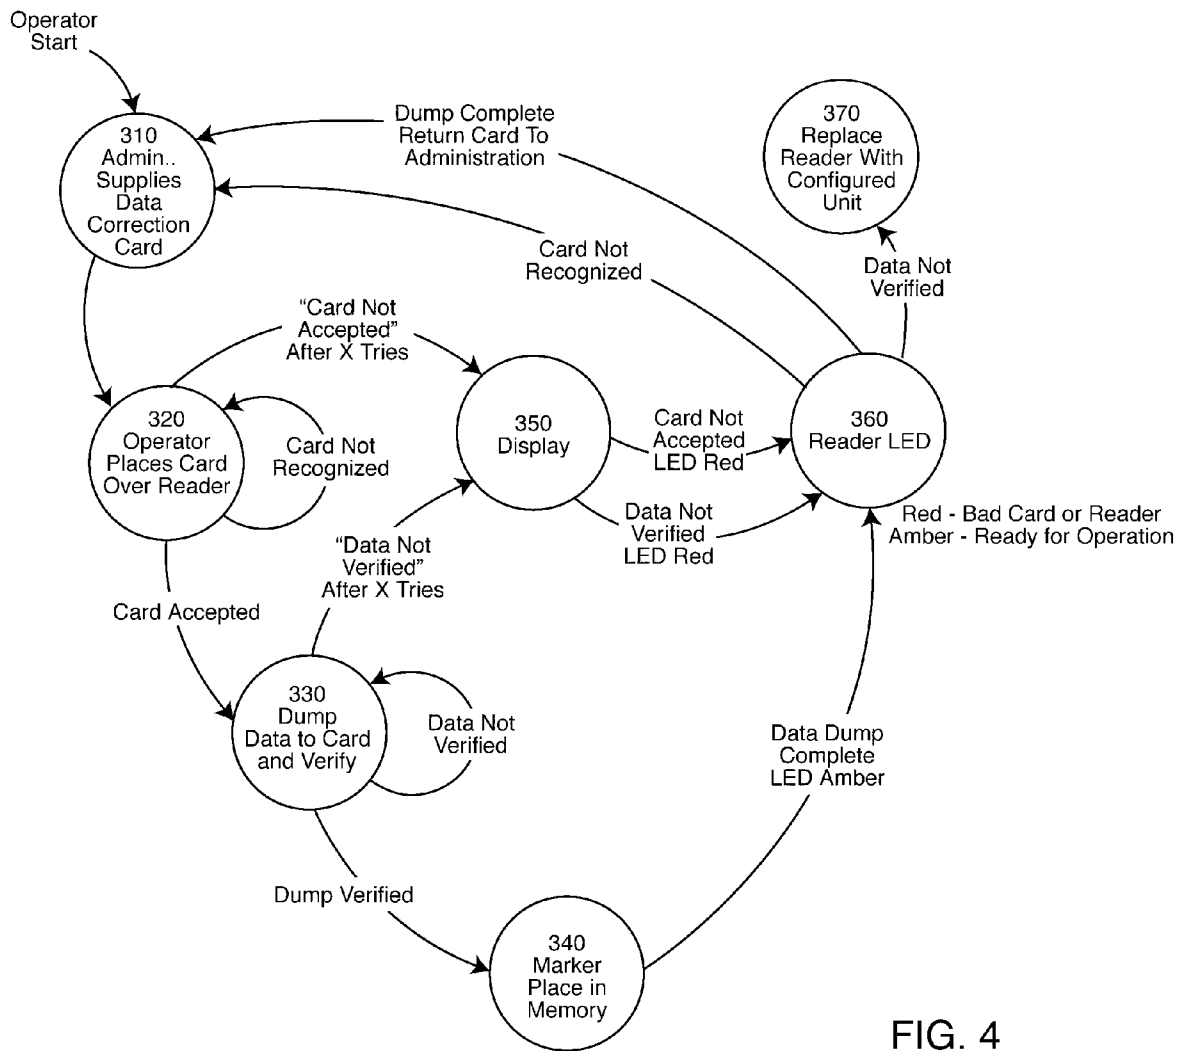 Operator
Start
310
Admin..
Supplies
Data
Correction
Card
Dump Complete
Return Card To
Administration
370
Replace
Reader With
Configured
Unit
Card Not
Recognized
Data Not
Verified
“Card Not
Accepted”
After X Tries
320
Operator
Places Card
Over Reader
Card Not
Recognized
350
Display
Card Not
Accepted
LED Red
360
Reader LED
Data Not
Verified
LED Red
Red - Bad Card or Reader
Amber - Ready for Operation
“Data Not
Verified”
After X Tries
Card Accepted
330
Dump
Data to Card
and Verify
Data Not
Verified
Data Dump
Complete
LED Amber
Dump Verified
340
Marker
Place in
Memory
FIG. 4